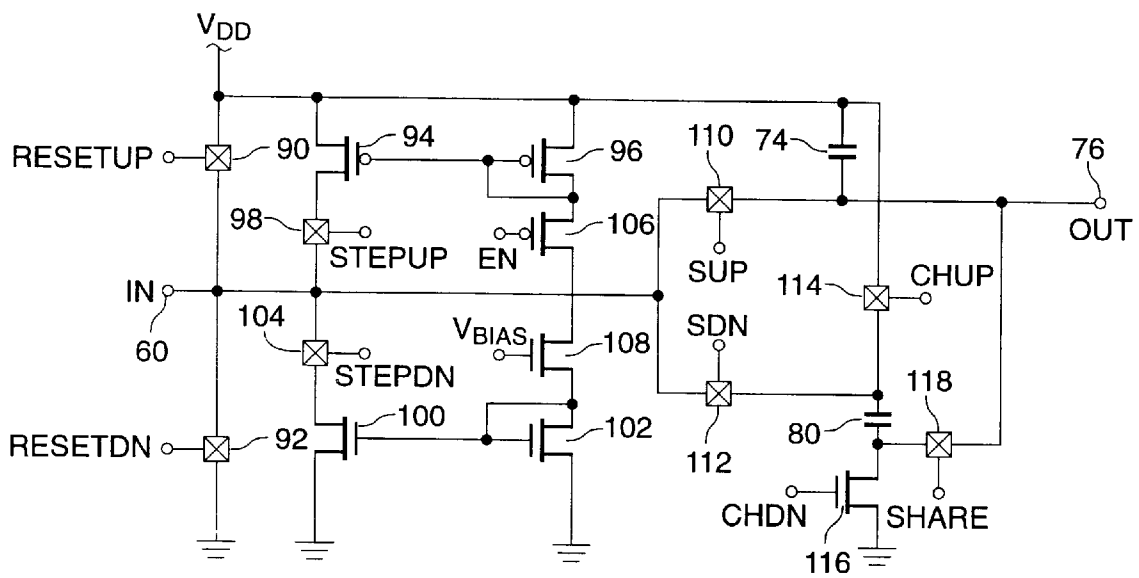 VDD
RESETUP
90
94
96
110
74
76
OUT
98
STEPUP
EN
106
SUP
114
CHUP
IN
60
104
STEPDN
VBIAS
108
SDN
112
118
80
RESETDN
92
100
102
CHDN
116
SHARE